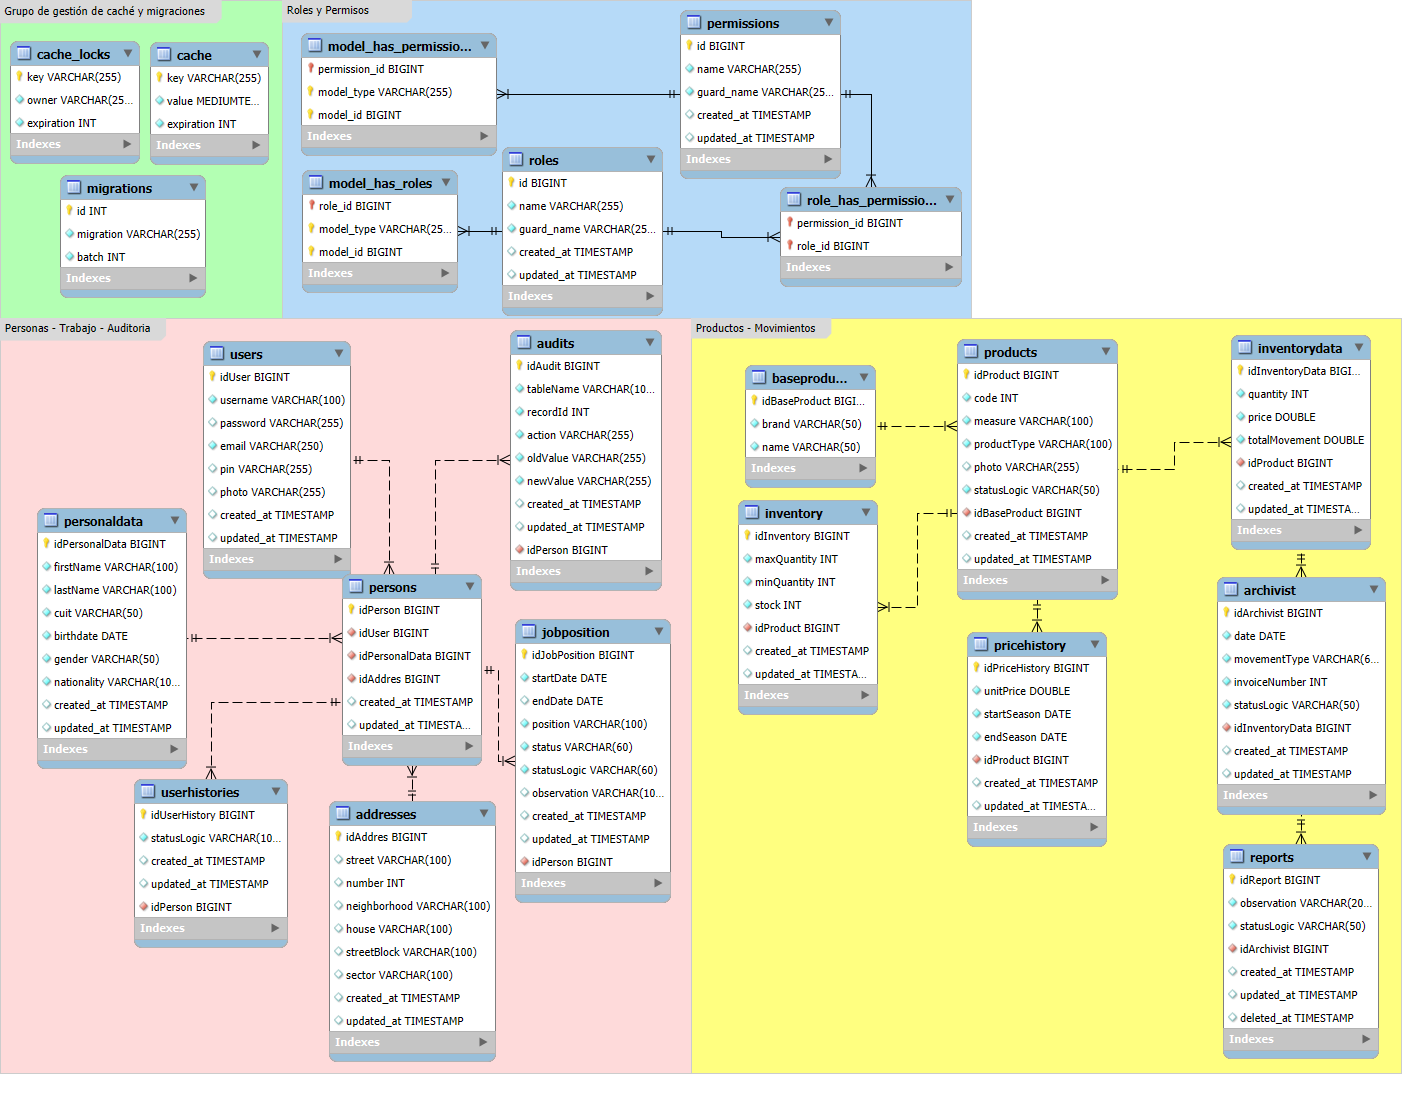 Grupo de gestión de caché y migraciones
cache_locks
key VARCHAR(255)
owner VARCHAR(25...
expiration INT
Indexes
cache
key VARCHAR(255)
value MEDIUMTE...
expiration INT
Indexes
migrations
id INT
migration VARCHAR(255)
batch INT
Indexes
Roles y Permisos
model_has_permissio...
permission_id BIGINT
model_type VARCHAR(255)
model_id BIGINT
Indexes
permissions
id BIGINT
name VARCHAR(255)
guard_name VARCHAR(25...
created_at TIMESTAMP
updated_at TIMESTAMP
Indexes
model_has_roles
role_id BIGINT
model_type VARCHAR(25...
model_id BIGINT
Indexes
roles
id BIGINT
name VARCHAR(255)
guard_name VARCHAR(25...
created_at TIMESTAMP
updated_at TIMESTAMP
Indexes
role_has_permissio...
permission_id BIGINT
role_id BIGINT
Indexes
Personas - Trabajo - Auditoria
users
idUser BIGINT
username VARCHAR(100)
password VARCHAR(255)
email VARCHAR(250)
pin VARCHAR(255)
photo VARCHAR(255)
created_at TIMESTAMP
updated_at TIMESTAMP
Indexes
audits
idAudit BIGINT
tableName VARCHAR(10...
recordId INT
action VARCHAR(255)
oldValue VARCHAR(255)
newValue VARCHAR(255)
created_at TIMESTAMP
updated_at TIMESTAMP
idPerson BIGINT
Indexes
personaldata
idPersonalData BIGINT
firstName VARCHAR(100)
lastName VARCHAR(100)
cuit VARCHAR(50)
birthdate DATE
gender VARCHAR(50)
nationality VARCHAR(10...
created_at TIMESTAMP
updated_at TIMESTAMP
Indexes
persons
idPerson BIGINT
idUser BIGINT
idPersonalData BIGINT
idAddres BIGINT
created_at TIMESTAMP
updated_at TIMESTA...
Indexes
jobposition
idJobPosition BIGINT
startDate DATE
endDate DATE
position VARCHAR(100)
status VARCHAR(60)
statusLogic VARCHAR(60)
observation VARCHAR(10...
created_at TIMESTAMP
updated_at TIMESTAMP
idPerson BIGINT
Indexes
userhistories
idUserHistory BIGINT
statusLogic VARCHAR(10...
created_at TIMESTAMP
updated_at TIMESTAMP
idPerson BIGINT
Indexes
addresses
idAddres BIGINT
street VARCHAR(100)
number INT
neighborhood VARCHAR(100)
house VARCHAR(100)
streetBlock VARCHAR(100)
sector VARCHAR(100)
created_at TIMESTAMP
updated_at TIMESTAMP
Indexes
Productos - Movimientos
baseprodu...
idBaseProduct BIGI...
brand VARCHAR(50)
name VARCHAR(50)
Indexes
products
idProduct BIGINT
code INT
measure VARCHAR(100)
productType VARCHAR(100)
photo VARCHAR(255)
statusLogic VARCHAR(50)
idBaseProduct BIGINT
created_at TIMESTAMP
updated_at TIMESTAMP
Indexes
inventorydata
idInventoryData BIGI...
quantity INT
price DOUBLE
totalMovement DOUBLE
idProduct BIGINT
created_at TIMESTAMP
updated_at TIMESTA...
Indexes
inventory
idInventory BIGINT
maxQuantity INT
minQuantity INT
stock INT
idProduct BIGINT
created_at TIMESTAMP
updated_at TIMESTA...
Indexes
pricehistory
idPriceHistory BIGINT
unitPrice DOUBLE
startSeason DATE
endSeason DATE
idProduct BIGINT
created_at TIMESTAMP
updated_at TIMESTA...
Indexes
archivist
idArchivist BIGINT
date DATE
movementType VARCHAR(6...
invoiceNumber INT
statusLogic VARCHAR(50)
idInventoryData BIGINT
created_at TIMESTAMP
updated_at TIMESTAMP
Indexes
reports
idReport BIGINT
observation VARCHAR(20...
statusLogic VARCHAR(50)
idArchivist BIGINT
created_at TIMESTAMP
updated_at TIMESTAMP
deleted_at TIMESTAMP
Indexes